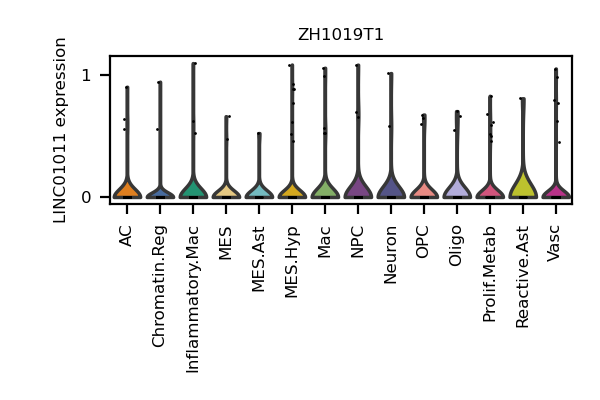 ZH1019T1
LINC01011 expression
1
0
AC
Chromatin.Reg
Inflammatory.Mac
MES
MES.Ast
MES.Hyp
Mac
NPC
Neuron
OPC
Oligo
Prolif.Metab
Reactive.Ast
Vasc